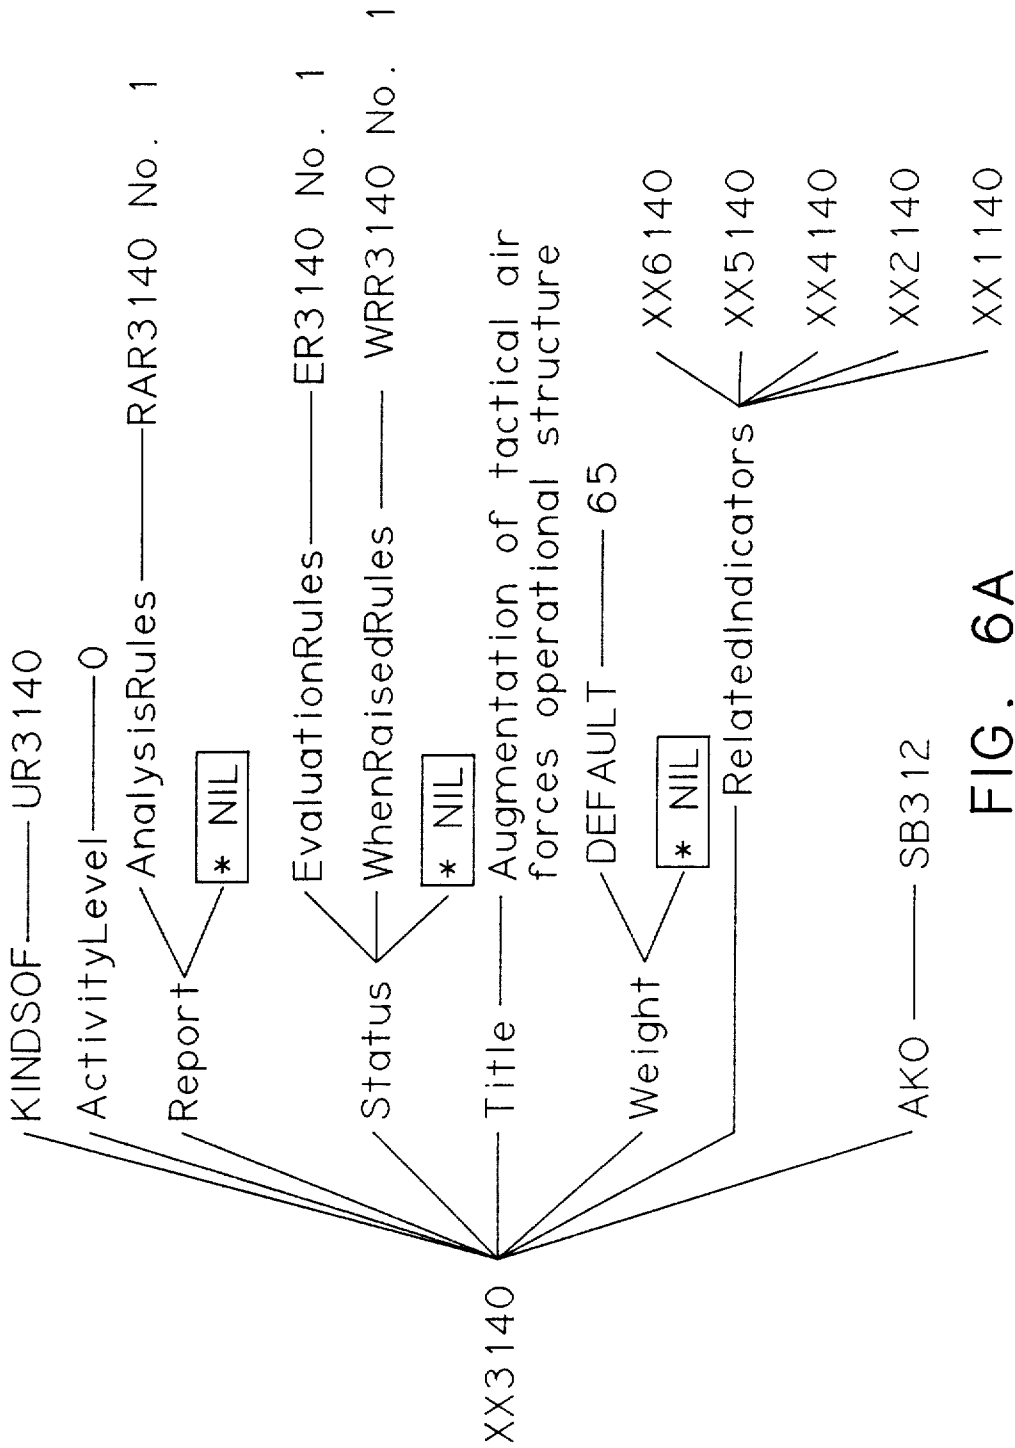 KINDSOF UR3140
ActivityLevel 0
AnalysisRules RAR3140 No. 1
Report
* NIL
EvaluationRules ER3140 No. 1
Status WhenRaisedRules WRR3140 No. 1
* NIL
XX3140
Title Augmentation of tactical air
forces operational structure
DEFAULT 65
Weight
* NIL
RelatedIndicators
XX6140
XX5140
XX4140
XX2140
XX1140
AKO SB312
FIG. 6A